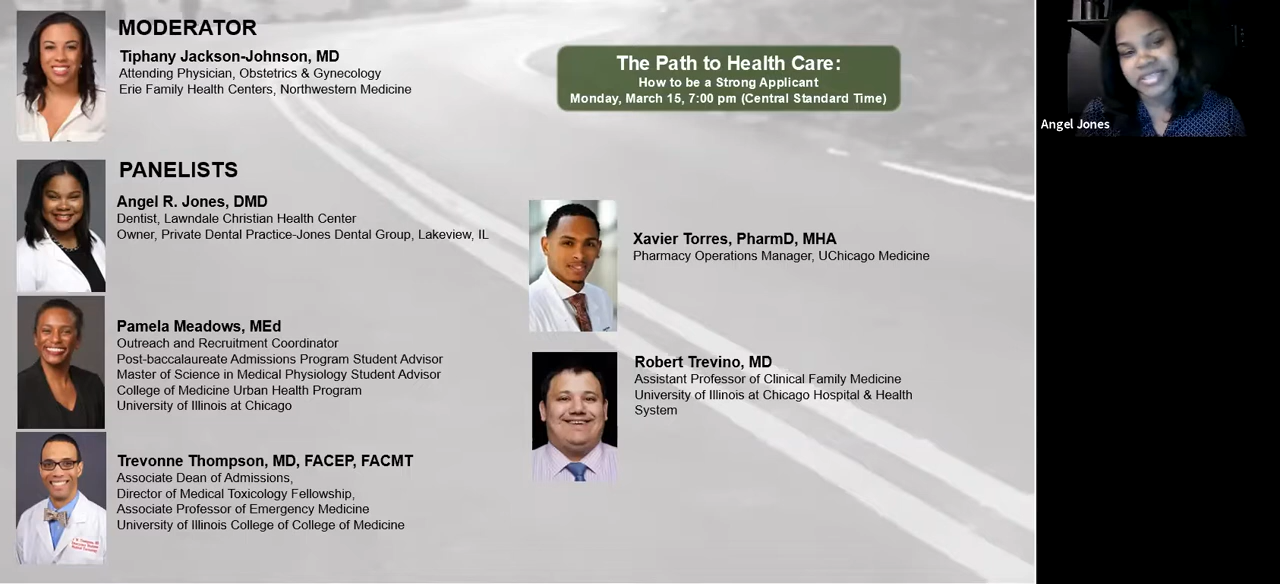 MODERATOR
Tiphany Jackson-Johnson, MD
Attending Physician, Obstetrics & Gynecology
Erie Family Health Centers, Northwestern Medicine
The Path to Health Care:
How to be a Strong Applicant
Monday, March 15, 7:00 pm (Central Standard Time)
Angel Jones
PANELISTS
Angel R. Jones, DMD
Dentist, Lawndale Christian Health Center
Owner, Private Dental Practice-Jones Dental Group, Lakeview, IL
Pamela Meadows, MEd
Outreach and Recruitment Coordinator
Post-baccalaureate Admissions Program Student Advisor
Master of Science in Medical Physiology Student Advisor
College of Medicine Urban Health Program
University of Illinois at Chicago
Trevonne Thompson, MD, FACEP, FACMT
Associate Dean of Admissions,
Director of Medical Toxicology Fellowship,
Associate Professor of Emergency Medicine
University of Illinois College of College of Medicine
Xavier Torres, PharmD, MHA
Pharmacy Operations Manager, UChicago Medicine
Robert Trevino, MD
Assistant Professor of Clinical Family Medicine
University of Illinois at Chicago Hospital & Health
System